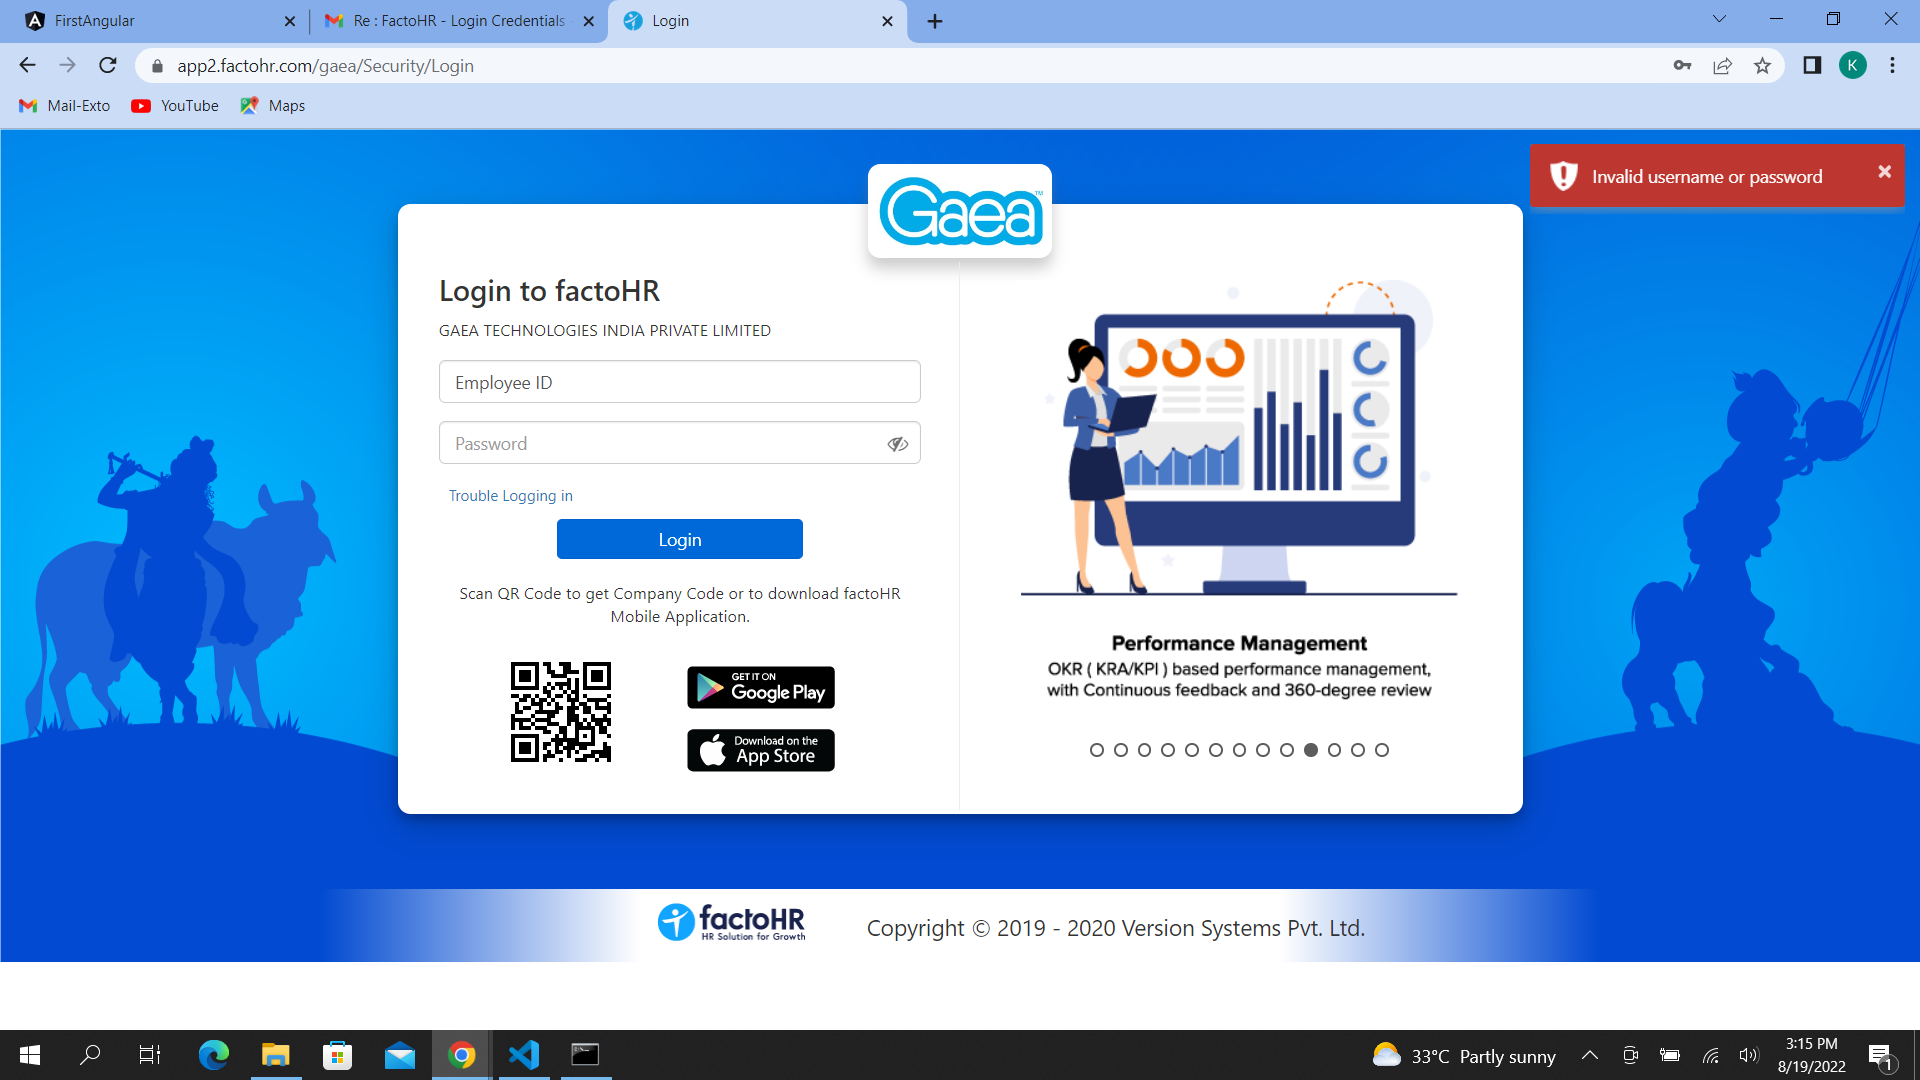 FirstAngular
Re : FactoHR - Login Credentials
Login
app2.factohr.com/gaea/Security/Login
K
Mail-Exto
YouTube
Maps
Invalid username or password
Gaea™
Login to factoHR
GAEA TECHNOLOGIES INDIA PRIVATE LIMITED
Employee ID
Password
Trouble Logging in
Login
Scan QR Code to get Company Code or to download factoHR
Mobile Application.
GET IT ON
Google Play
Download on the
App Store
Performance Management
OKR ( KRA/KPI ) based performance management,
with Continuous feedback and 360-degree review
factoHR
HR Solution for Growth
Copyright © 2019 - 2020 Version Systems Pvt. Ltd.
33°C Partly sunny
3:15 PM
8/19/2022
1